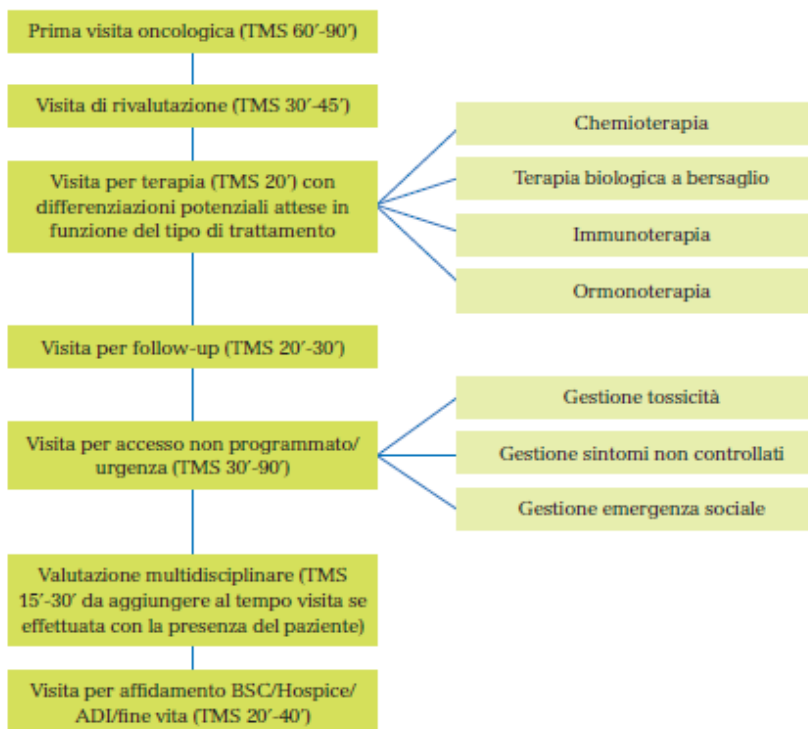 Prima visita oncologica (TMS 60′-90′)
Visita di rivalutazione (TMS 30′-45′)
Visita per terapia (TMS 20′) con
differenziazioni potenziali attese in
funzione del tipo di trattamento
Chemioterapia
Terapia biologica a bersaglio
Immunoterapia
Ormonoterapia
Visita per follow-up (TMS 20′-30′)
Visita per accesso non programmato/
urgenza (TMS 30′-90′)
Gestione tossicità
Gestione sintomi non controllati
Gestione emergenza sociale
Valutazione multidisciplinare (TMS
15′-30′ da aggiungere al tempo visita se
effettuata con la presenza del paziente)
Visita per affidamento BSC/Hospice/
ADI/fine vita (TMS 20′-40′)